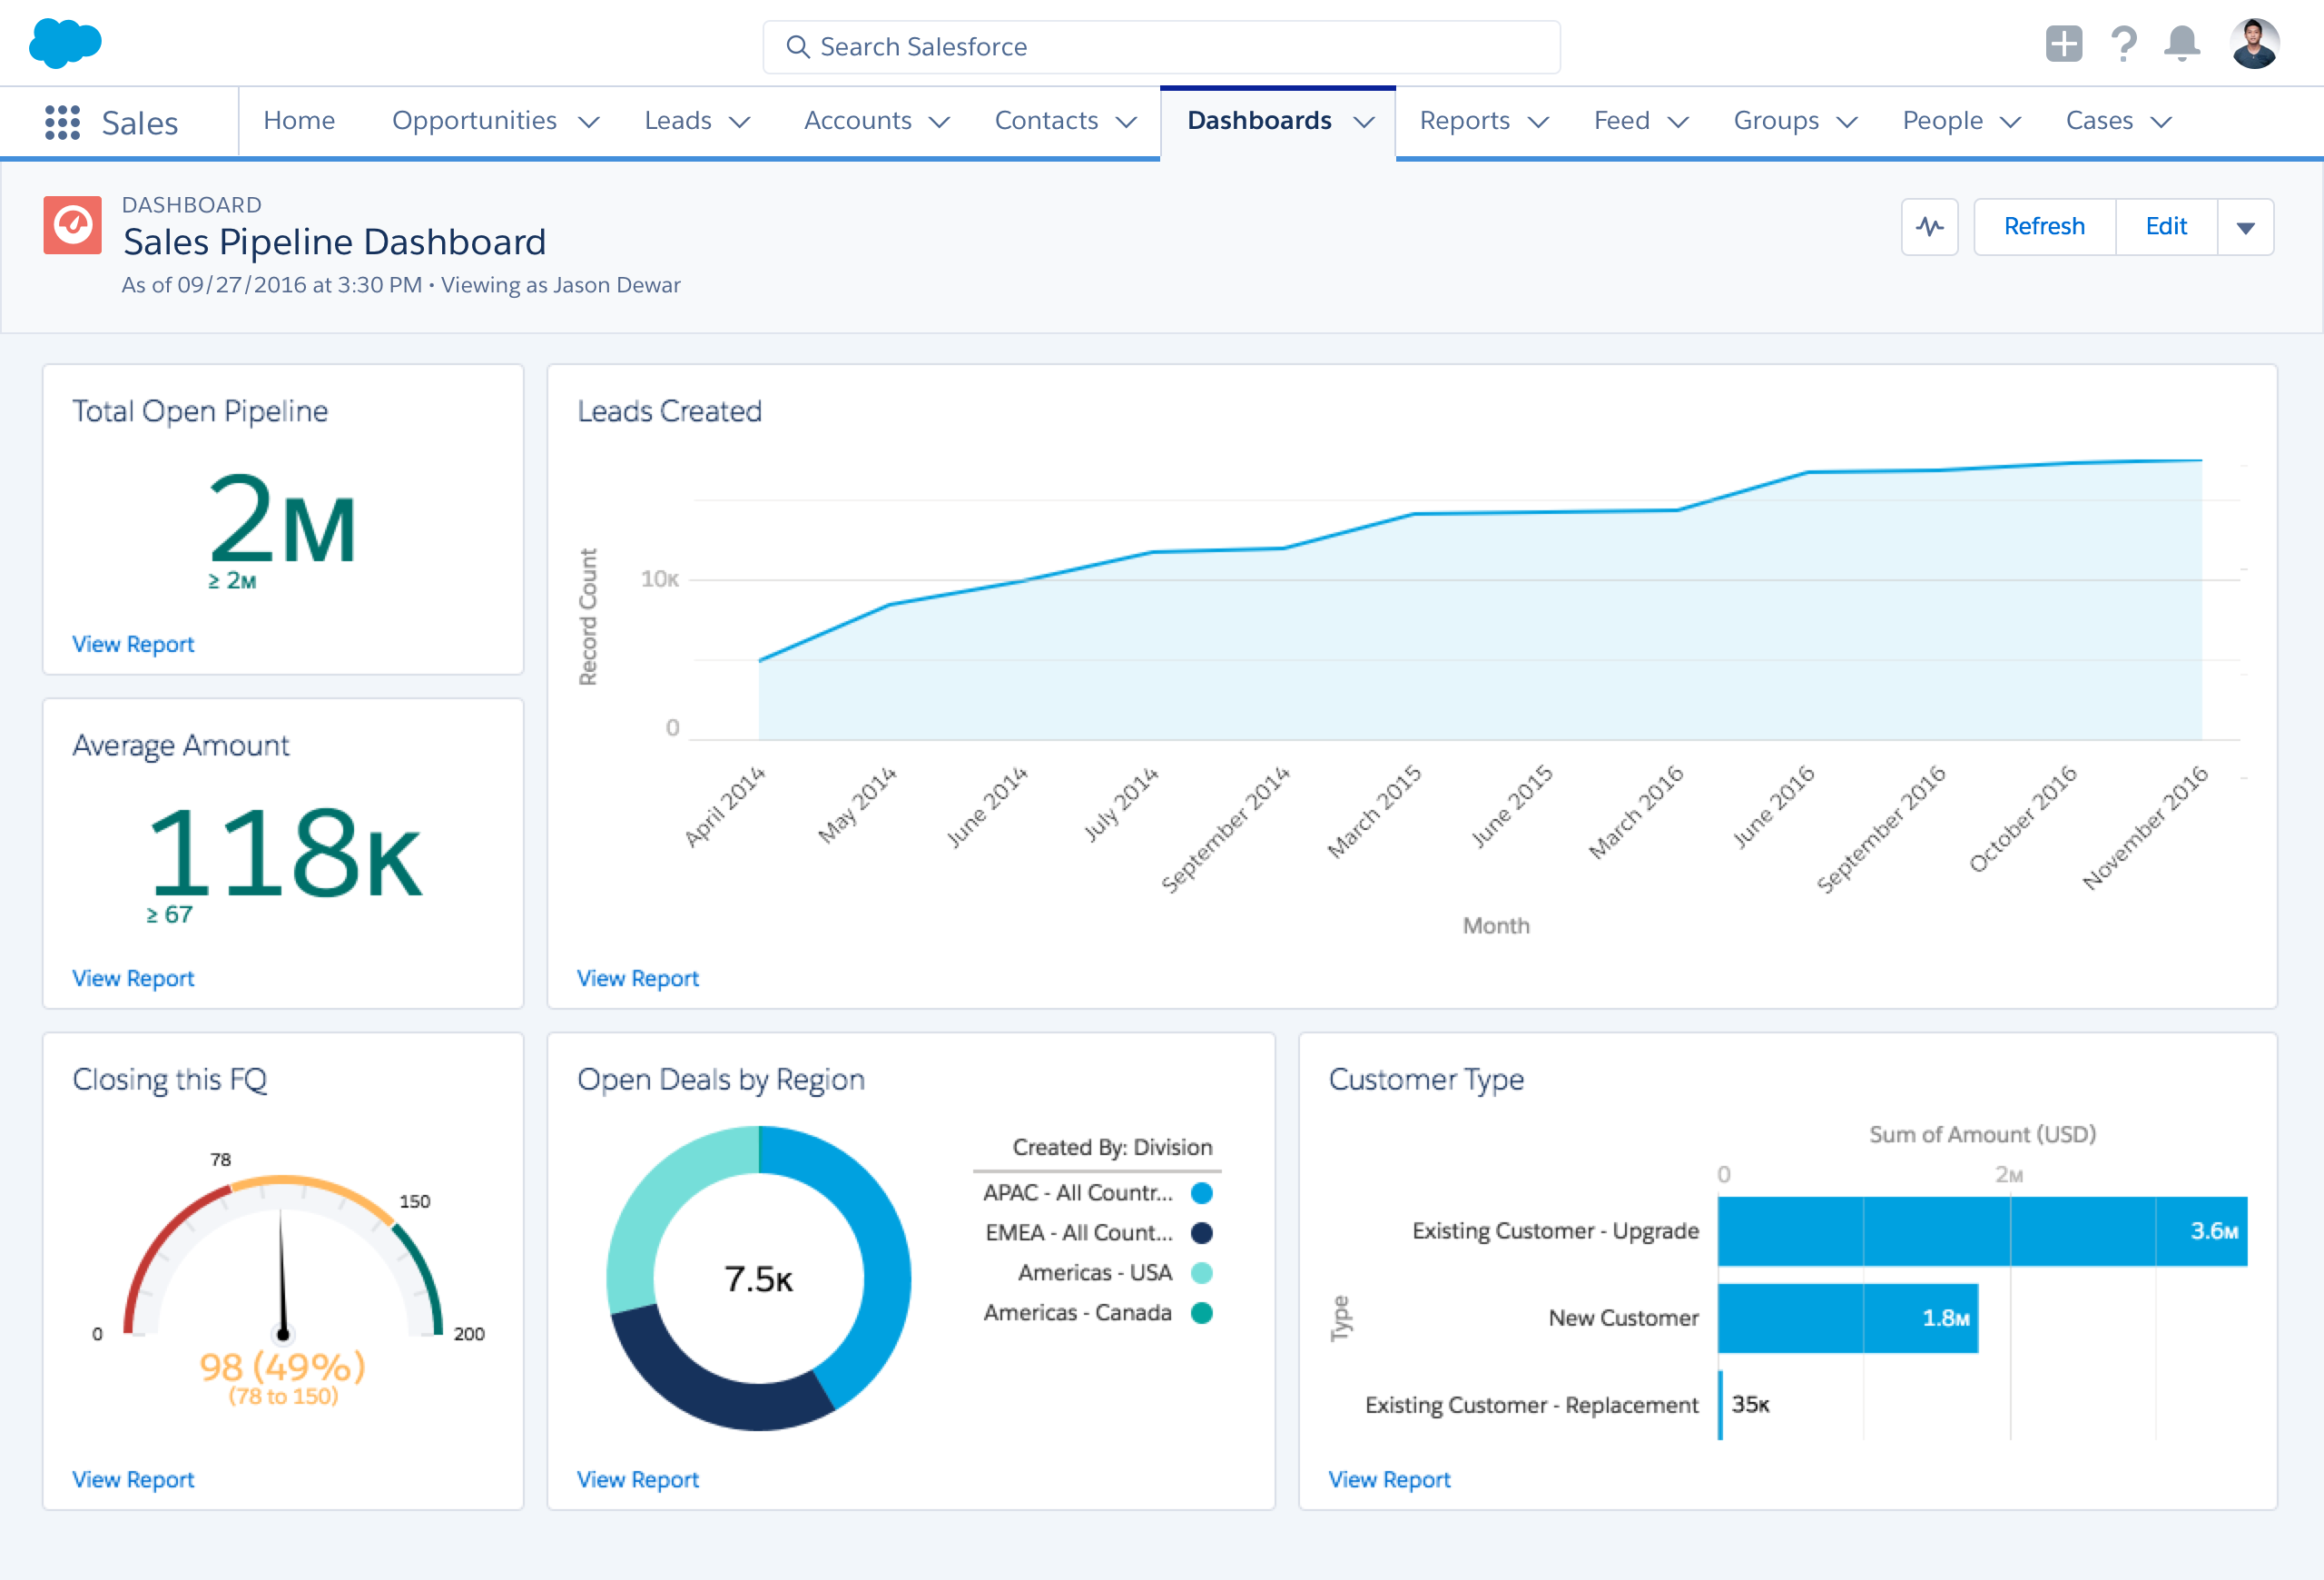 Search Salesforce
Sales
Home
Opportunities
Leads
Accounts
Contacts
Dashboards
Reports
Feed
Groups
People
Cases
DASHBOARD
Sales Pipeline Dashboard
As of 09/27/2016 at 3:30 PM • Viewing as Jason Dewar
Refresh
Edit
Total Open Pipeline
2M
≥ 2M
View Report
Leads Created
Record Count
10K
0
April 2014
May 2014
June 2014
July 2014
September 2014
March 2015
June 2015
March 2016
June 2016
September 2016
October 2016
November 2016
Month
View Report
Average Amount
118K
≥ 67
View Report
Closing this FQ
78
150
0
200
98 (49%)
(78 to 150)
View Report
Open Deals by Region
7.5K
Created By: Division
APAC - All Countr...
EMEA - All Count...
Americas - USA
Americas - Canada
View Report
Customer Type
Sum of Amount (USD)
0
2M
Type
Existing Customer - Upgrade
3.6M
New Customer
1.8M
Existing Customer - Replacement
35K
View Report